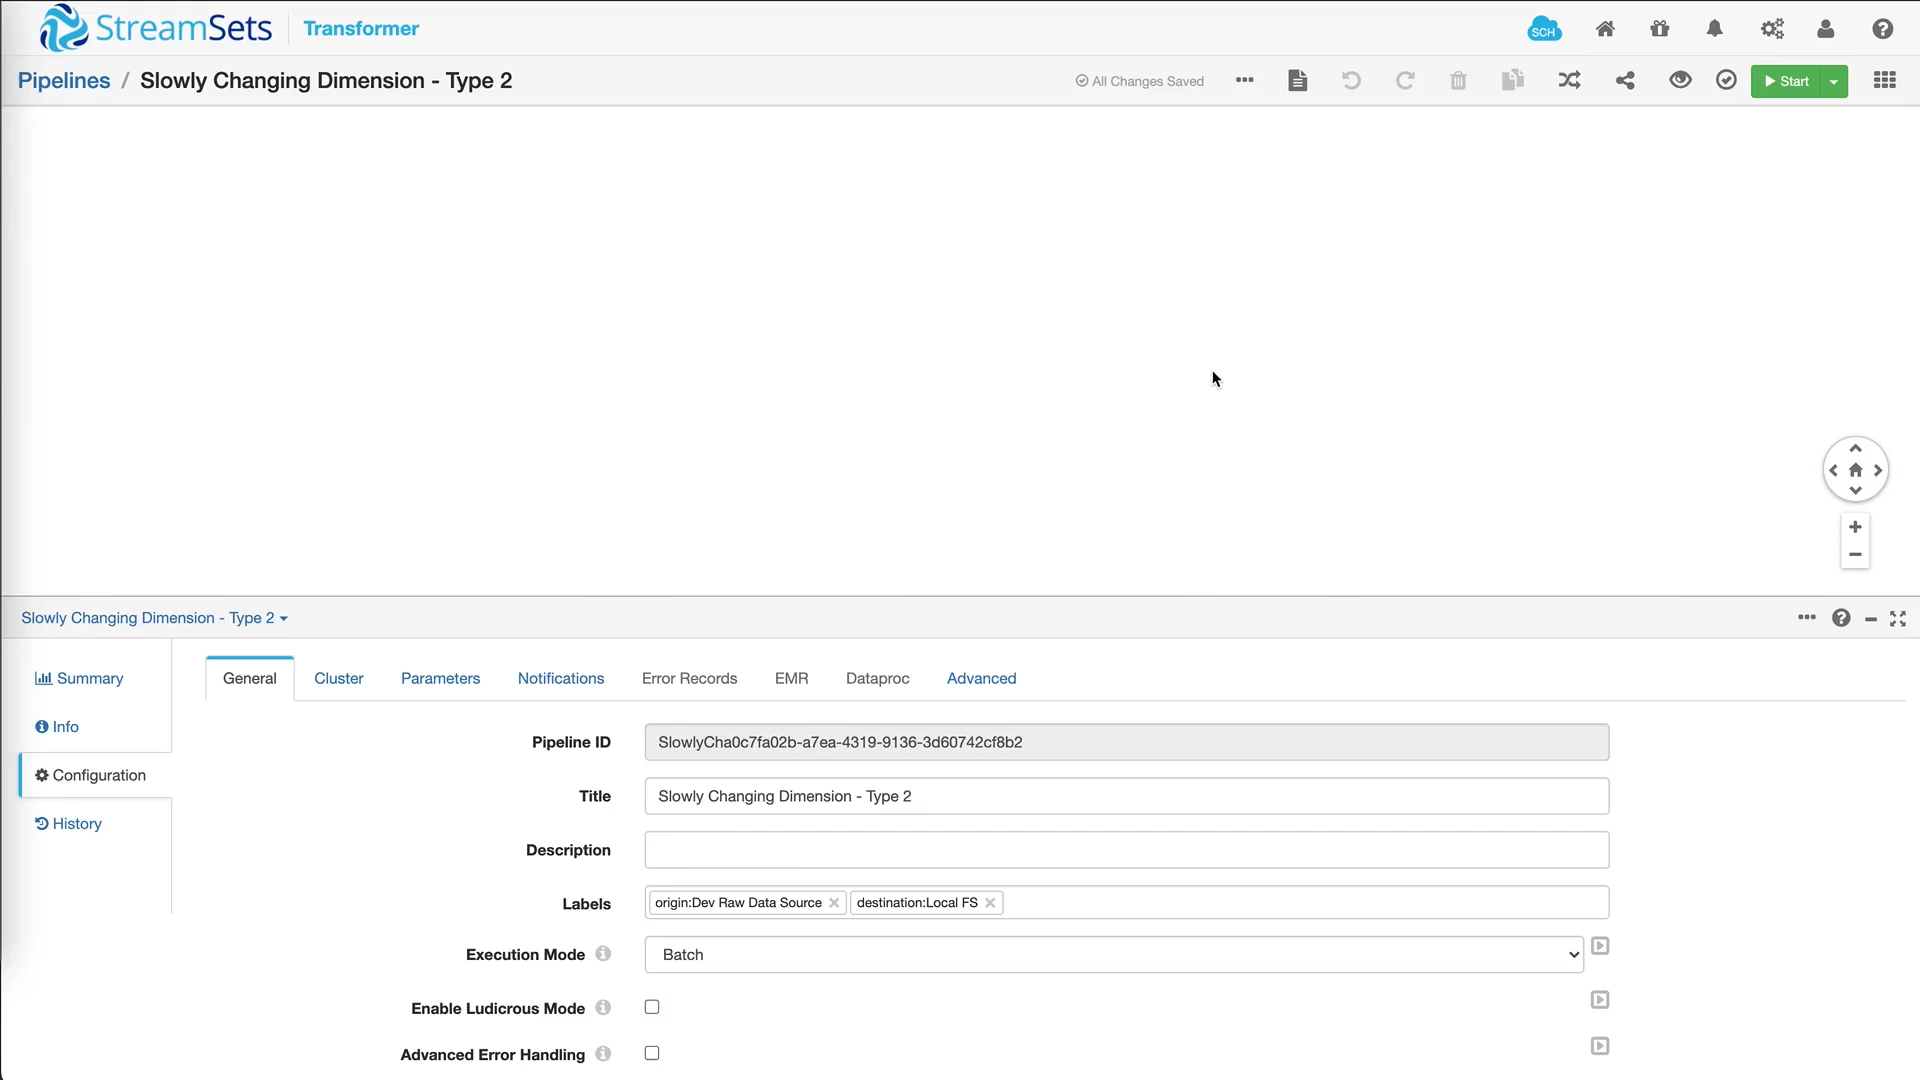 StreamSets Transformer SCH
Pipelines / Slowly Changing Dimension - Type 2 All Changes Saved Start
Slowly Changing Dimension - Type 2
Summary
Info
Configuration
History
General Cluster Parameters Notifications Error Records EMR Dataproc Advanced
Pipeline ID SlowlyCha0c7fa02b-a7ea-4319-9136-3d60742cf8b2
Title Slowly Changing Dimension - Type 2
Description
Labels origin:Dev Raw Data Source destination:Local FS
Execution Mode Batch
Enable Ludicrous Mode
Advanced Error Handling